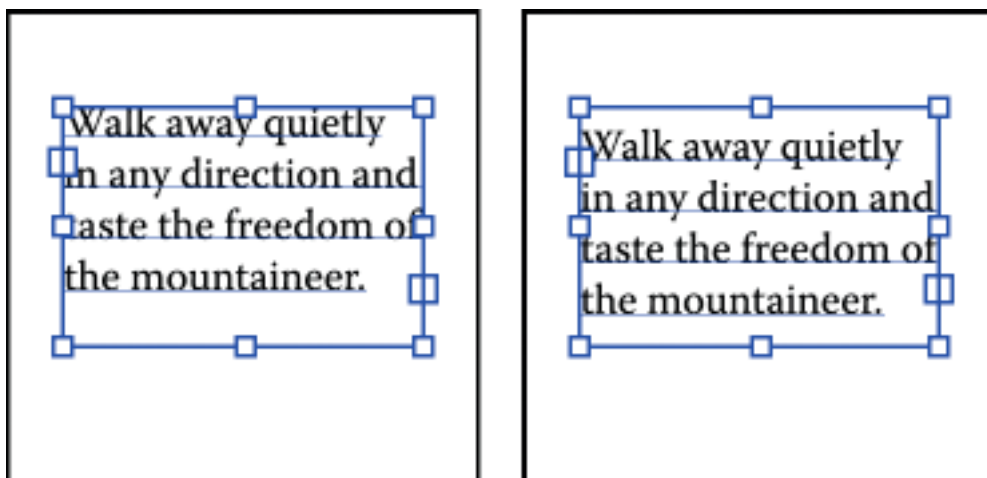 Walk away quietly
in any direction and
taste the freedom of
the mountaineer.
Walk away quietly
in any direction and
taste the freedom of
the mountaineer.